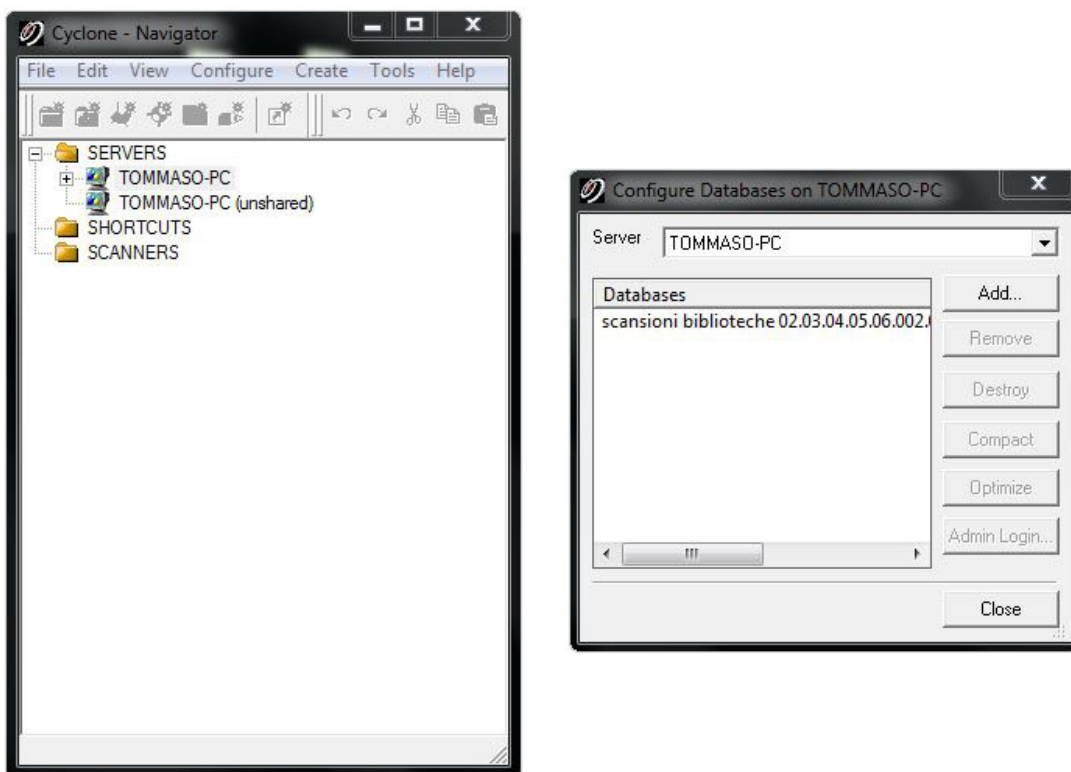 Cyclone - Navigator
File Edit View Configure Create Tools Help
SERVERS
TOMMASO-PC
TOMMASO-PC (unshared)
SHORTCUTS
SCANNERS
Configure Databases on TOMMASO-PC
Server TOMMASO-PC
Databases
scansioni biblioteche 02.03.04.05.06.002.
Add...
Remove
Destroy
Compact
Optimize
Admin Login...
Close